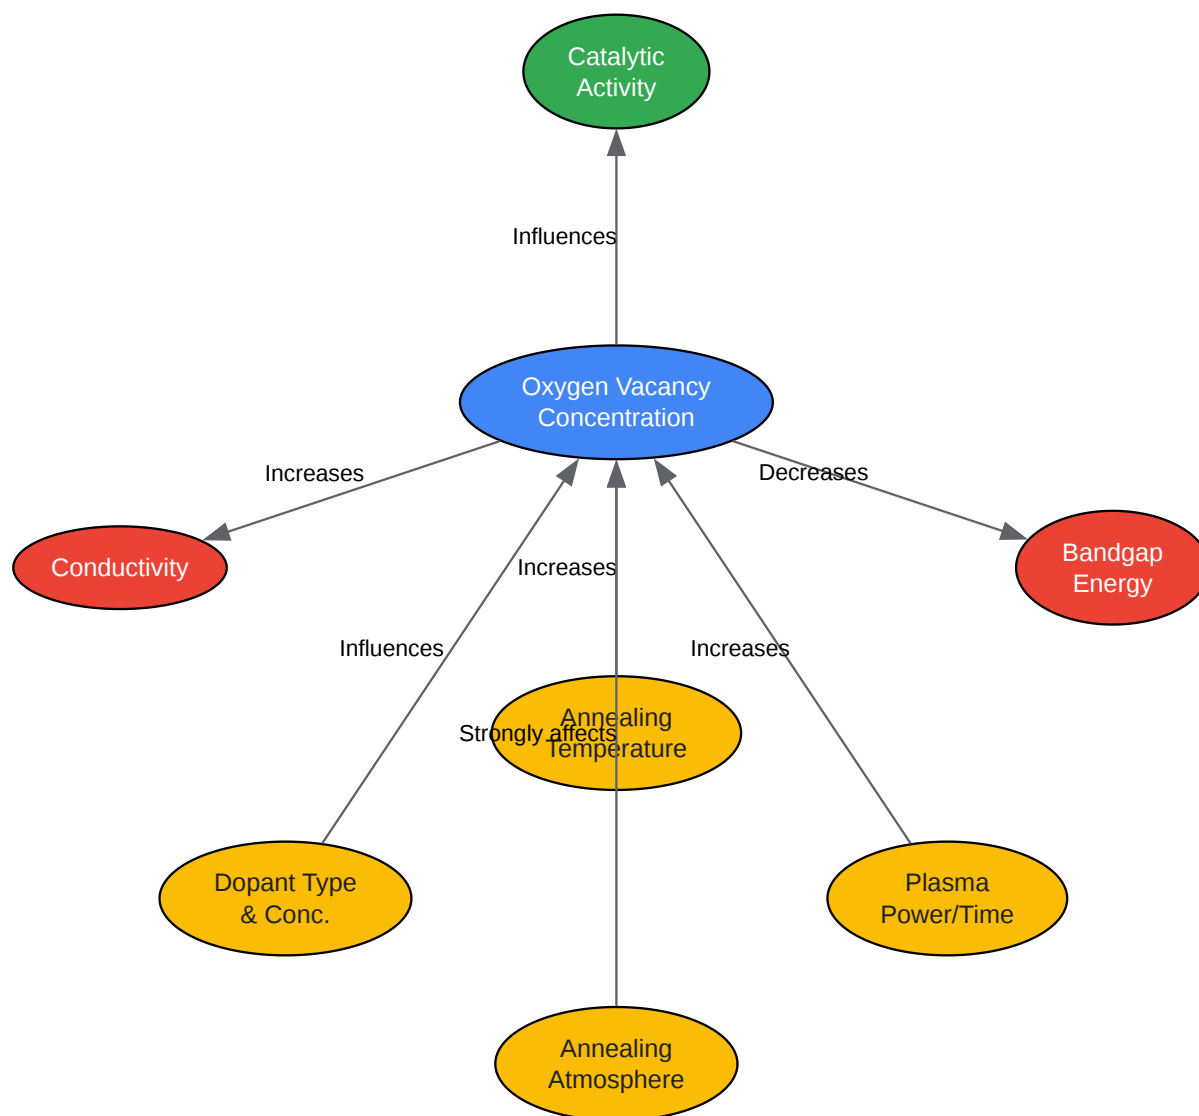 Catalytic
Activity
Influences
Oxygen Vacancy
Concentration
Increases
Decreases
Conductivity
Increases
Bandgap
Energy
Influences
Increases
Annealing
Strongly affects
Temperature
Dopant Type
& Conc.
Plasma
Power/Time
Annealing
Atmosphere